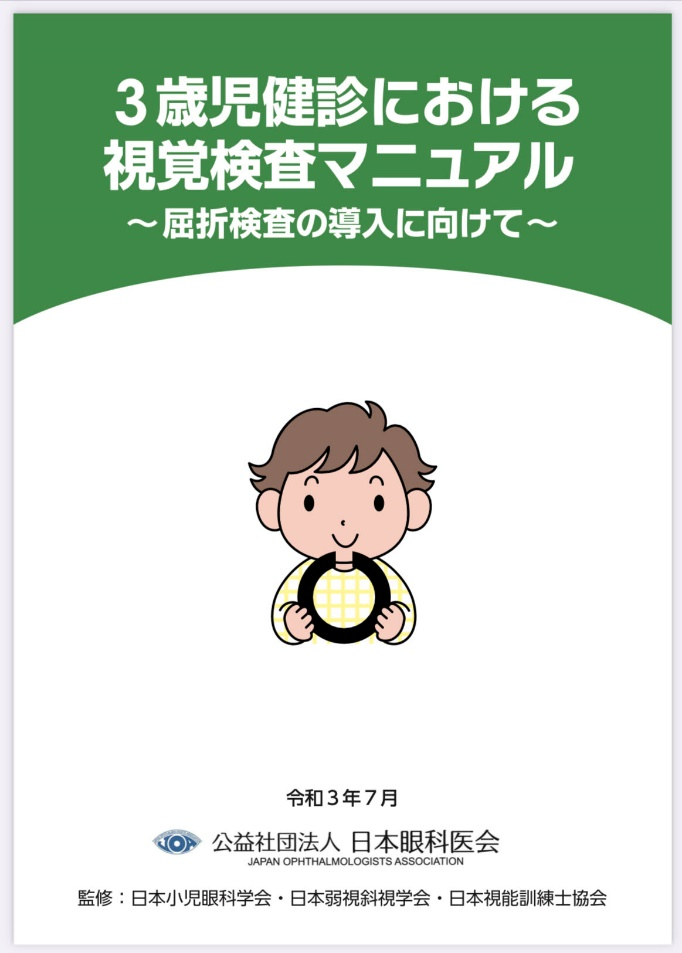 3歳児健診における
視覚検査マニュアル
～屈折検査の導入に向けて～
令和3年7月
JOA 公益社団法人 日本眼科医会
JAPAN OPHTHALMOLOGISTS ASSOCIATION
監修：日本小児眼科学会・日本弱視斜視学会・日本視能訓練士協会